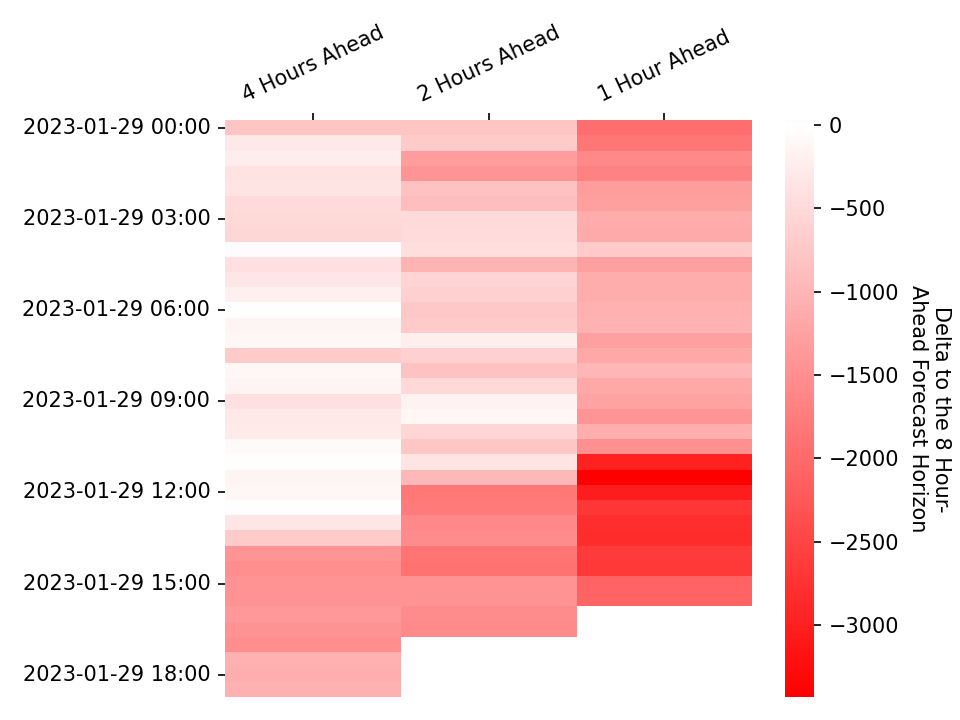 4 Hours Ahead
2 Hours Ahead
1 Hour Ahead
2023-01-29 00:00
2023-01-29 03:00
2023-01-29 06:00
2023-01-29 09:00
2023-01-29 12:00
2023-01-29 15:00
2023-01-29 18:00
0
−500
−1000
−1500
−2000
−2500
−3000
Delta to the 8 Hour-
Ahead Forecast Horizon